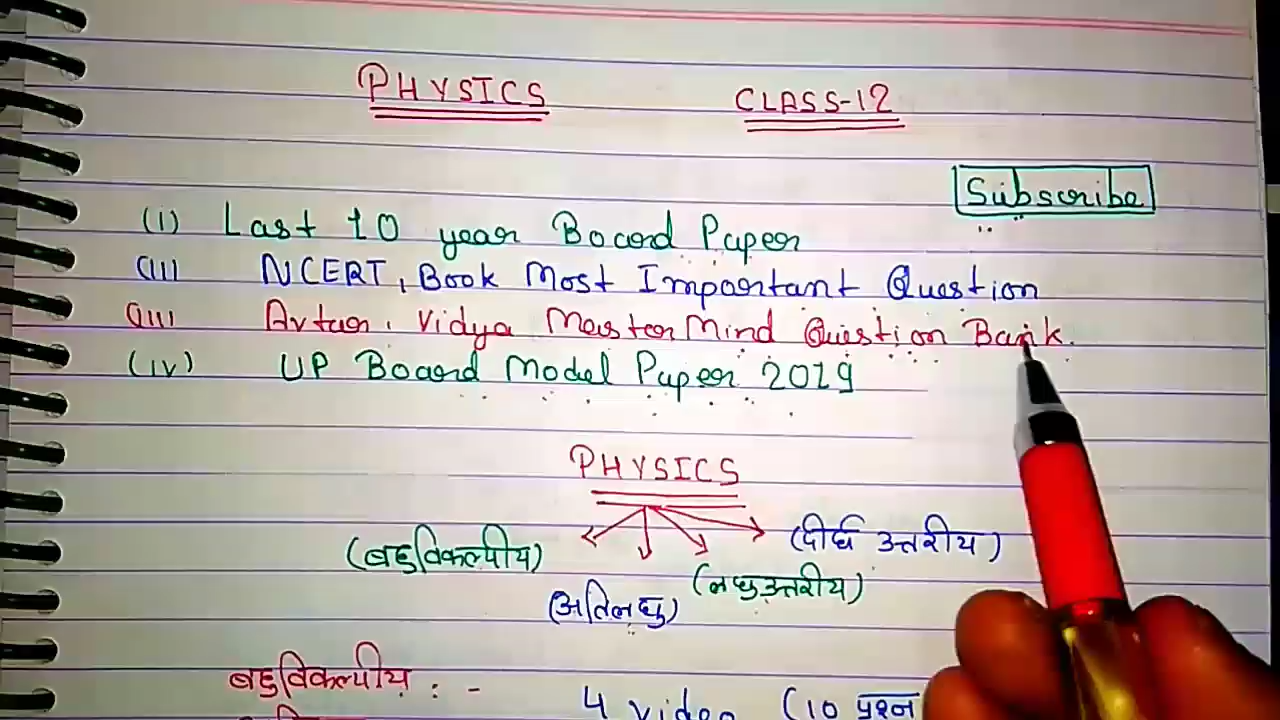 PHYSICS CLASS-12
Subscribe
(i) Last 10 year Board Paper
(ii) NCERT, Book Most Important Question
(iii) Avtar, Vidya Master Mind Question Bank.
(iv) UP Board Model Paper 2019
PHYSICS
(बहुविकल्पीय) (दीर्घ उत्तरीय)
(अतिलघु) (लघुउत्तरीय)
बहुविकल्पीय :- 4 video (10 प्रश्न